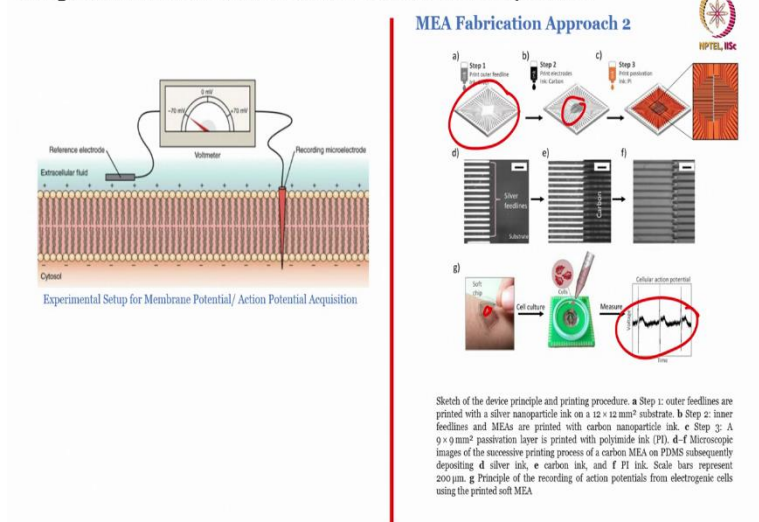 0 mV
-70 mV
+70 mV
Voltmeter
Reference electrode
Recording microelectrode
Extracellular fluid
+ + + + + + + + + +
- - - - - - - - - -
Cytosol
Experimental Setup for Membrane Potential/ Action Potential Acquisition
MEA Fabrication Approach 2
NPTEL, IISc
a)
Step 1
Print outer feedline
b)
Step 2
Print electrodes
Ink: Carbon
c)
Step 3
Print passivation
Ink: PI
d)
Silver
feedlines
Substrate
e)
Carbon
f)
g)
Soft
chip
Cell culture
Cells
Measure
Cellular action potential
Voltage
Time
Sketch of the device principle and printing procedure. a Step 1: outer feedlines are
printed with a silver nanoparticle ink on a 12 × 12 mm² substrate. b Step 2: inner
feedlines and MEAs are printed with carbon nanoparticle ink. c Step 3: A
9 × 9 mm² passivation layer is printed with polyimide ink (PI). d–f Microscopic
images of the successive printing process of a carbon MEA on PDMS subsequently
depositing d silver ink, e carbon ink, and f PI ink. Scale bars represent
200 µm. g Principle of the recording of action potentials from electrogenic cells
using the printed soft MEA